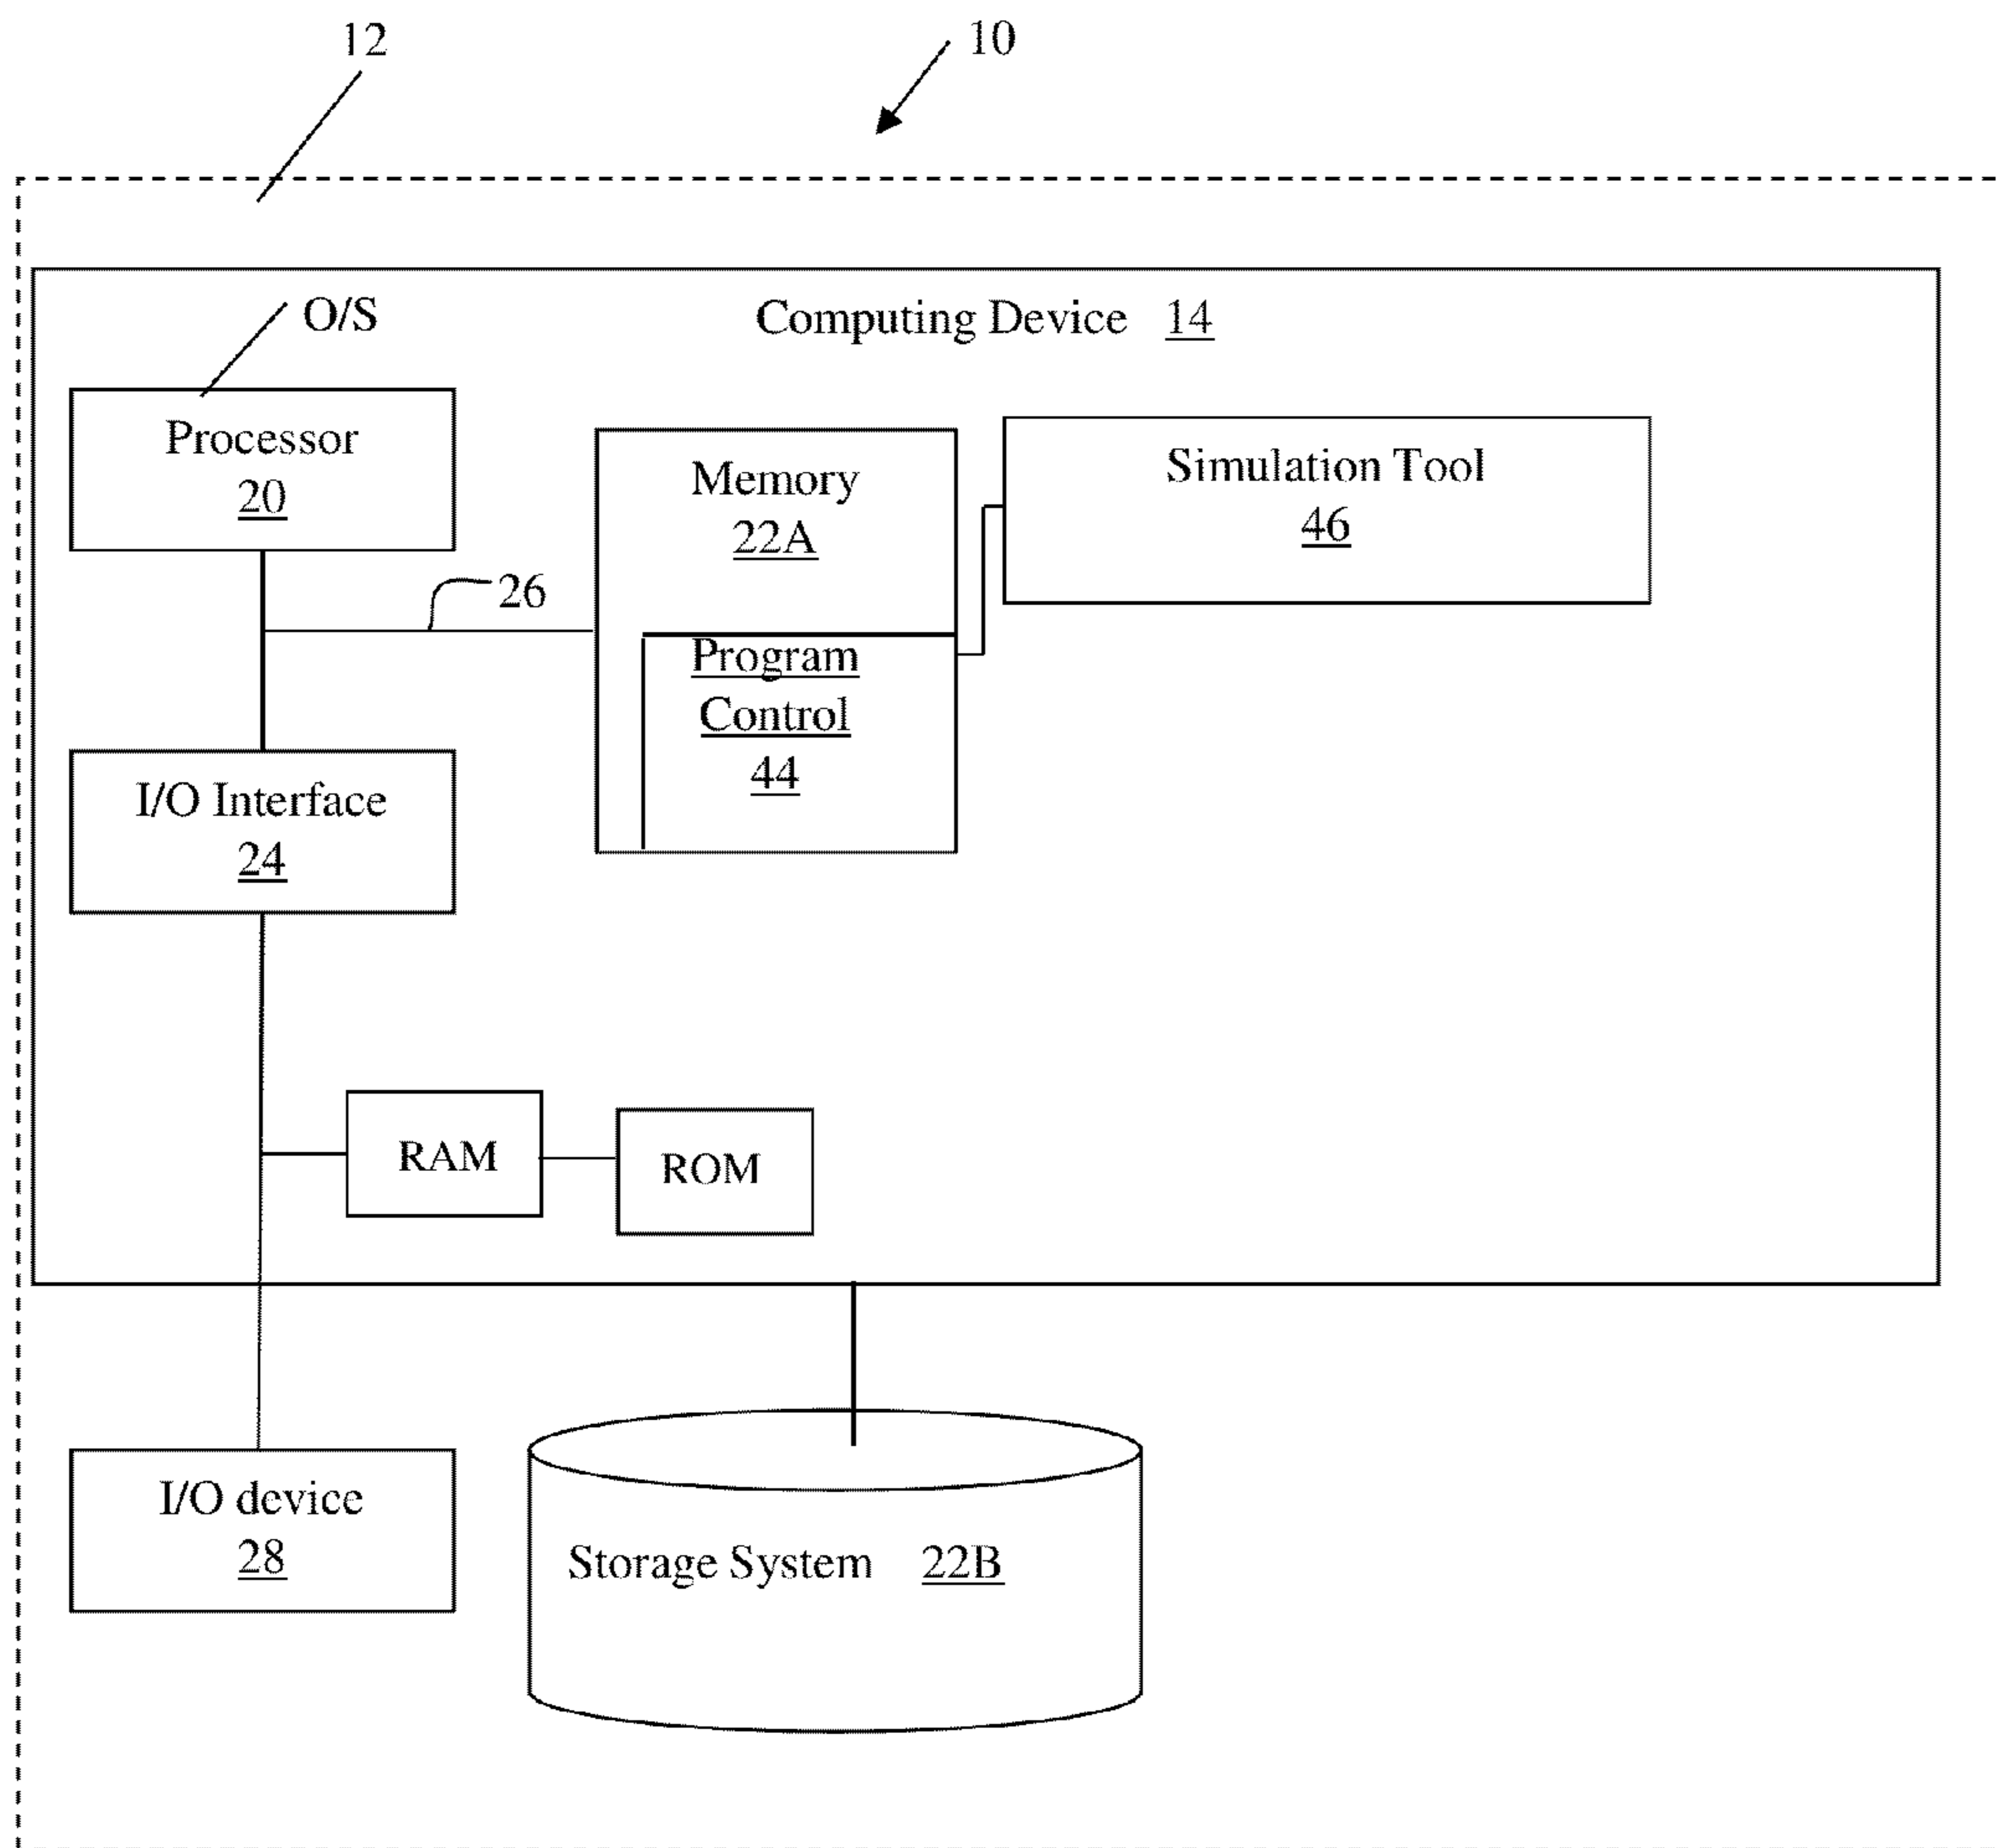 12
10
O/S
Computing Device 14
Processor
20
Memory
22A
Simulation Tool
46
26
Program
Control
44
I/O Interface
24
RAM
ROM
I/O device
28
Storage System 22B